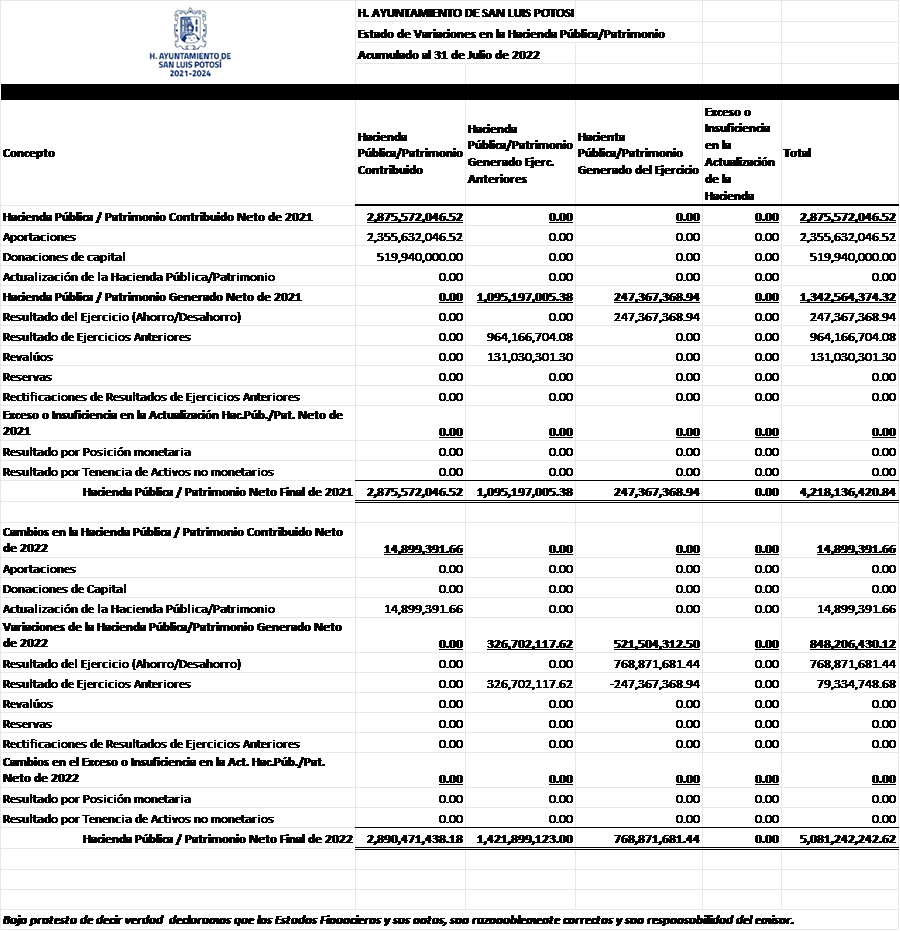 H. AYUNTAMIENTO DE SAN LUIS POTOSI
Estado de Variaciones en la Hacienda Pública/Patrimonio
Acumulado al 31 de Julio de 2022
H. AYUNTAMIENTO DE
SAN LUIS POTOSÍ
2021-2024
Concepto
Hacienda
Pública/Patrimonio
Contribuido
Hacienda
Pública/Patrimonio
Generado Ejerc.
Anteriores
Hacienta
Pública/Patrimonio
Generado del Ejercicio
Exceso o
Insuficiencia
en la
Actualización
de la
Hacienda
Total
Hacienda Pública / Patrimonio Contribuido Neto de 2021 2,875,572,046.52 0.00 0.00 0.00 2,875,572,046.52
Aportaciones 2,355,632,046.52 0.00 0.00 0.00 2,355,632,046.52
Donaciones de capital 519,940,000.00 0.00 0.00 0.00 519,940,000.00
Actualización de la Hacienda Pública/Patrimonio 0.00 0.00 0.00 0.00 0.00
Hacienda Pública / Patrimonio Generado Neto de 2021 0.00 1,095,197,005.38 247,367,368.94 0.00 1,342,564,374.32
Resultado del Ejercicio (Ahorro/Desahorro) 0.00 0.00 247,367,368.94 0.00 247,367,368.94
Resultado de Ejercicios Anteriores 0.00 964,166,704.08 0.00 0.00 964,166,704.08
Revalúos 0.00 131,030,301.30 0.00 0.00 131,030,301.30
Reservas 0.00 0.00 0.00 0.00 0.00
Rectificaciones de Resultados de Ejercicios Anteriores 0.00 0.00 0.00 0.00 0.00
Exceso o Insuficiencia en la Actualización Hac.Púb./Pat. Neto de
2021 0.00 0.00 0.00 0.00 0.00
Resultado por Posición monetaria 0.00 0.00 0.00 0.00 0.00
Resultado por Tenencia de Activos no monetarios 0.00 0.00 0.00 0.00 0.00
Hacienda Pública / Patrimonio Neto Final de 2021 2,875,572,046.52 1,095,197,005.38 247,367,368.94 0.00 4,218,136,420.84
Cambios en la Hacienda Pública / Patrimonio Contribuido Neto
de 2022 14,899,391.66 0.00 0.00 0.00 14,899,391.66
Aportaciones 0.00 0.00 0.00 0.00 0.00
Donaciones de Capital 0.00 0.00 0.00 0.00 0.00
Actualización de la Hacienda Pública/Patrimonio 14,899,391.66 0.00 0.00 0.00 14,899,391.66
Variaciones de la Hacienda Pública/Patrimonio Generado Neto
de 2022 0.00 326,702,117.62 521,504,312.50 0.00 848,206,430.12
Resultado del Ejercicio (Ahorro/Desahorro) 0.00 0.00 768,871,681.44 0.00 768,871,681.44
Resultado de Ejercicios Anteriores 0.00 326,702,117.62 -247,367,368.94 0.00 79,334,748.68
Revalúos 0.00 0.00 0.00 0.00 0.00
Reservas 0.00 0.00 0.00 0.00 0.00
Rectificaciones de Resultados de Ejercicios Anteriores 0.00 0.00 0.00 0.00 0.00
Cambios en el Exceso o Insuficiencia en la Act. Hac.Púb./Pat.
Neto de 2022 0.00 0.00 0.00 0.00 0.00
Resultado por Posición monetaria 0.00 0.00 0.00 0.00 0.00
Resultado por Tenencia de Activos no monetarios 0.00 0.00 0.00 0.00 0.00
Hacienda Pública / Patrimonio Neto Final de 2022 2,890,471,438.18 1,421,899,123.00 768,871,681.44 0.00 5,081,242,242.62
Bajo protesta de decir verdad declaramos que los Estados Financieros y sus notas, son razonablemente correctos y son responsabilidad del emisor.